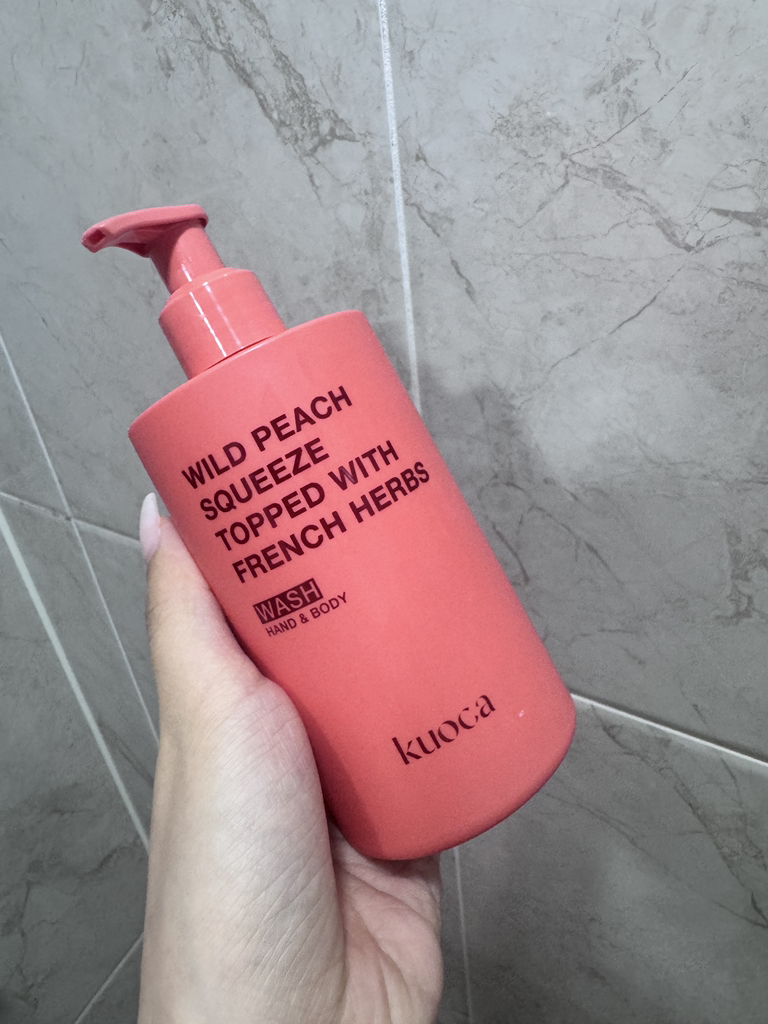 WILD PEACH
SQUEEZE
TOPPED WITH
FRENCH HERBS
WASH
HAND & BODY
kuoca